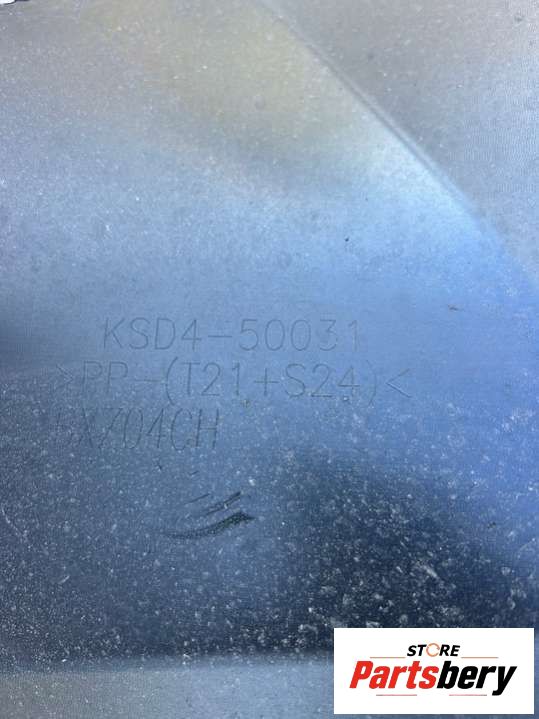 KSD4-50031
>PP-(T21+S24)<
STORE
Partsbery